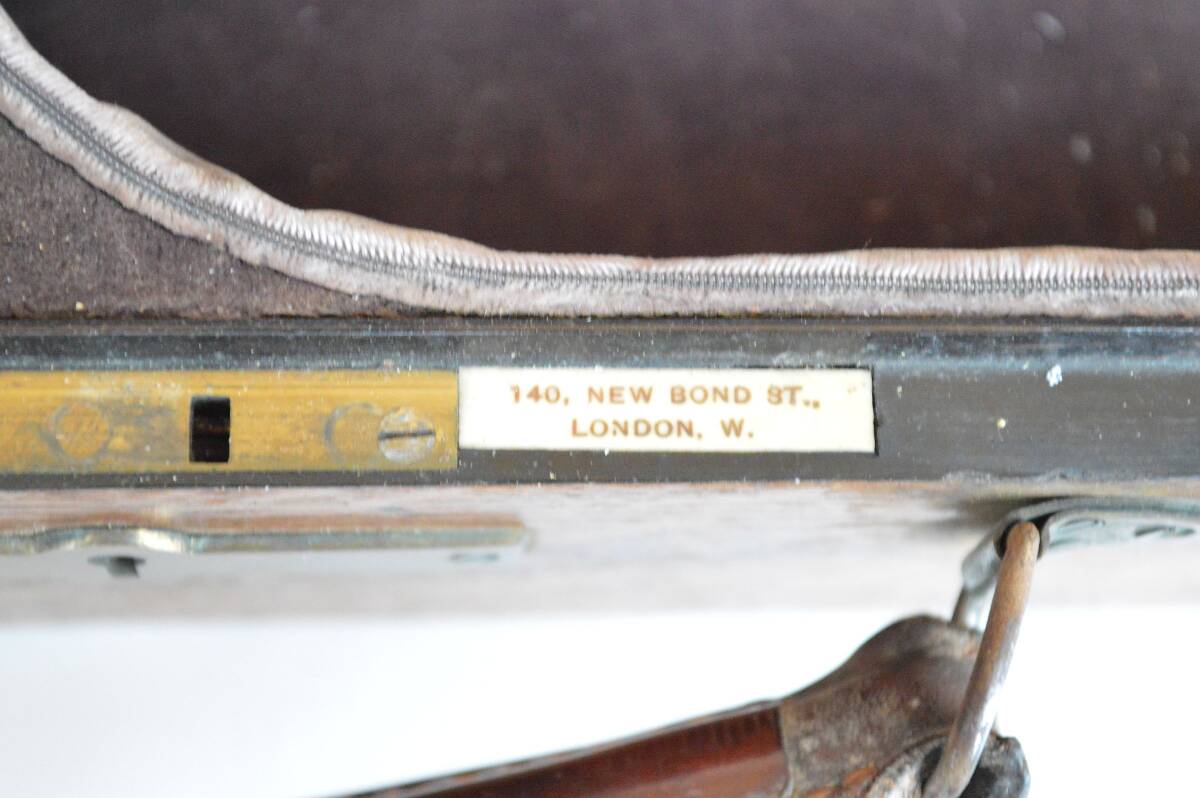 140, NEW BOND ST.,
LONDON, W.